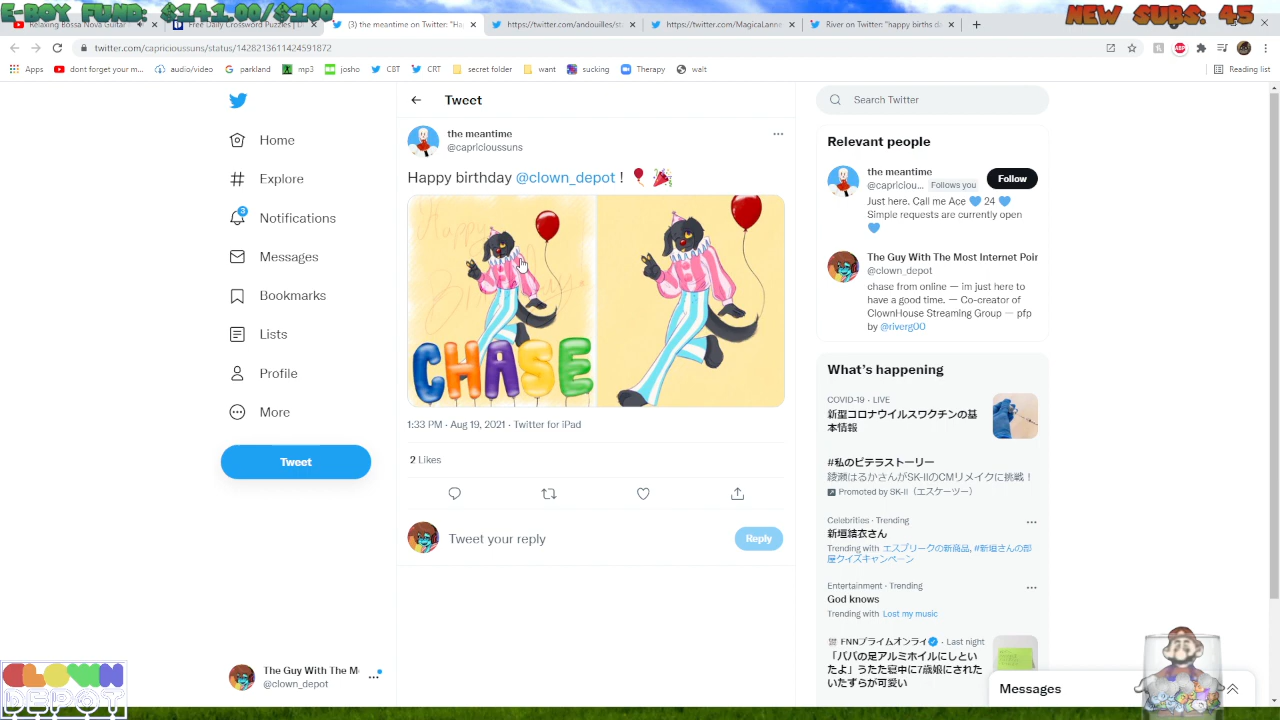 E-BOY FUND: $141.00/$1.00
NEW SUBS: 45
Relaxing Bossa Nova Guitar
Free Daily Crossword Puzzles | D
(3) the meantime on Twitter: "Ha
https://twitter.com/andouilles/st
https://twitter.com/MagicaLanne
River on Twitter: "happy births d
twitter.com/capricioussuns/status/1428213611424591872
Apps
dont forget your m...
audio/video
parkland
mp3
josho
CBT
CRT
secret folder
want
sucking
Therapy
walt
Reading list
Home
Explore
3
Notifications
Messages
Bookmarks
Lists
Profile
More
Tweet
The Guy With The M
@clown_depot
CLOWN
DEPOT
Tweet
the meantime
@capricioussuns
Happy birthday @clown_depot !
Happy
Birthday
CHASE
1:33 PM · Aug 19, 2021 · Twitter for iPad
2 Likes
Tweet your reply
Reply
Search Twitter
Relevant people
the meantime
@capriciou... Follows you
Follow
Just here. Call me Ace 💙 24 💙
Simple requests are currently open
💙
The Guy With The Most Internet Poin
@clown_depot
chase from online — im just here to
have a good time. — Co-creator of
ClownHouse Streaming Group — pfp
by @riverg00
What's happening
COVID-19 · LIVE
新型コロナウイルスワクチンの基
本情報
#私のピテラストーリー
綾瀬はるかさんがSK-IIのCMリメイクに挑戦！
Promoted by SK-II（エスケーツー）
Celebrities · Trending
新垣結衣さん
Trending with エスプリークの新商品, #新垣さんの部
屋クイズキャンペーン
Entertainment · Trending
God knows
Trending with Lost my music
FNNプライムオンライ · Last night
「パパの足アルミホイルにしとい
たよ」うたた寝中に7歳娘にされた
いたずらが可愛い
Messages